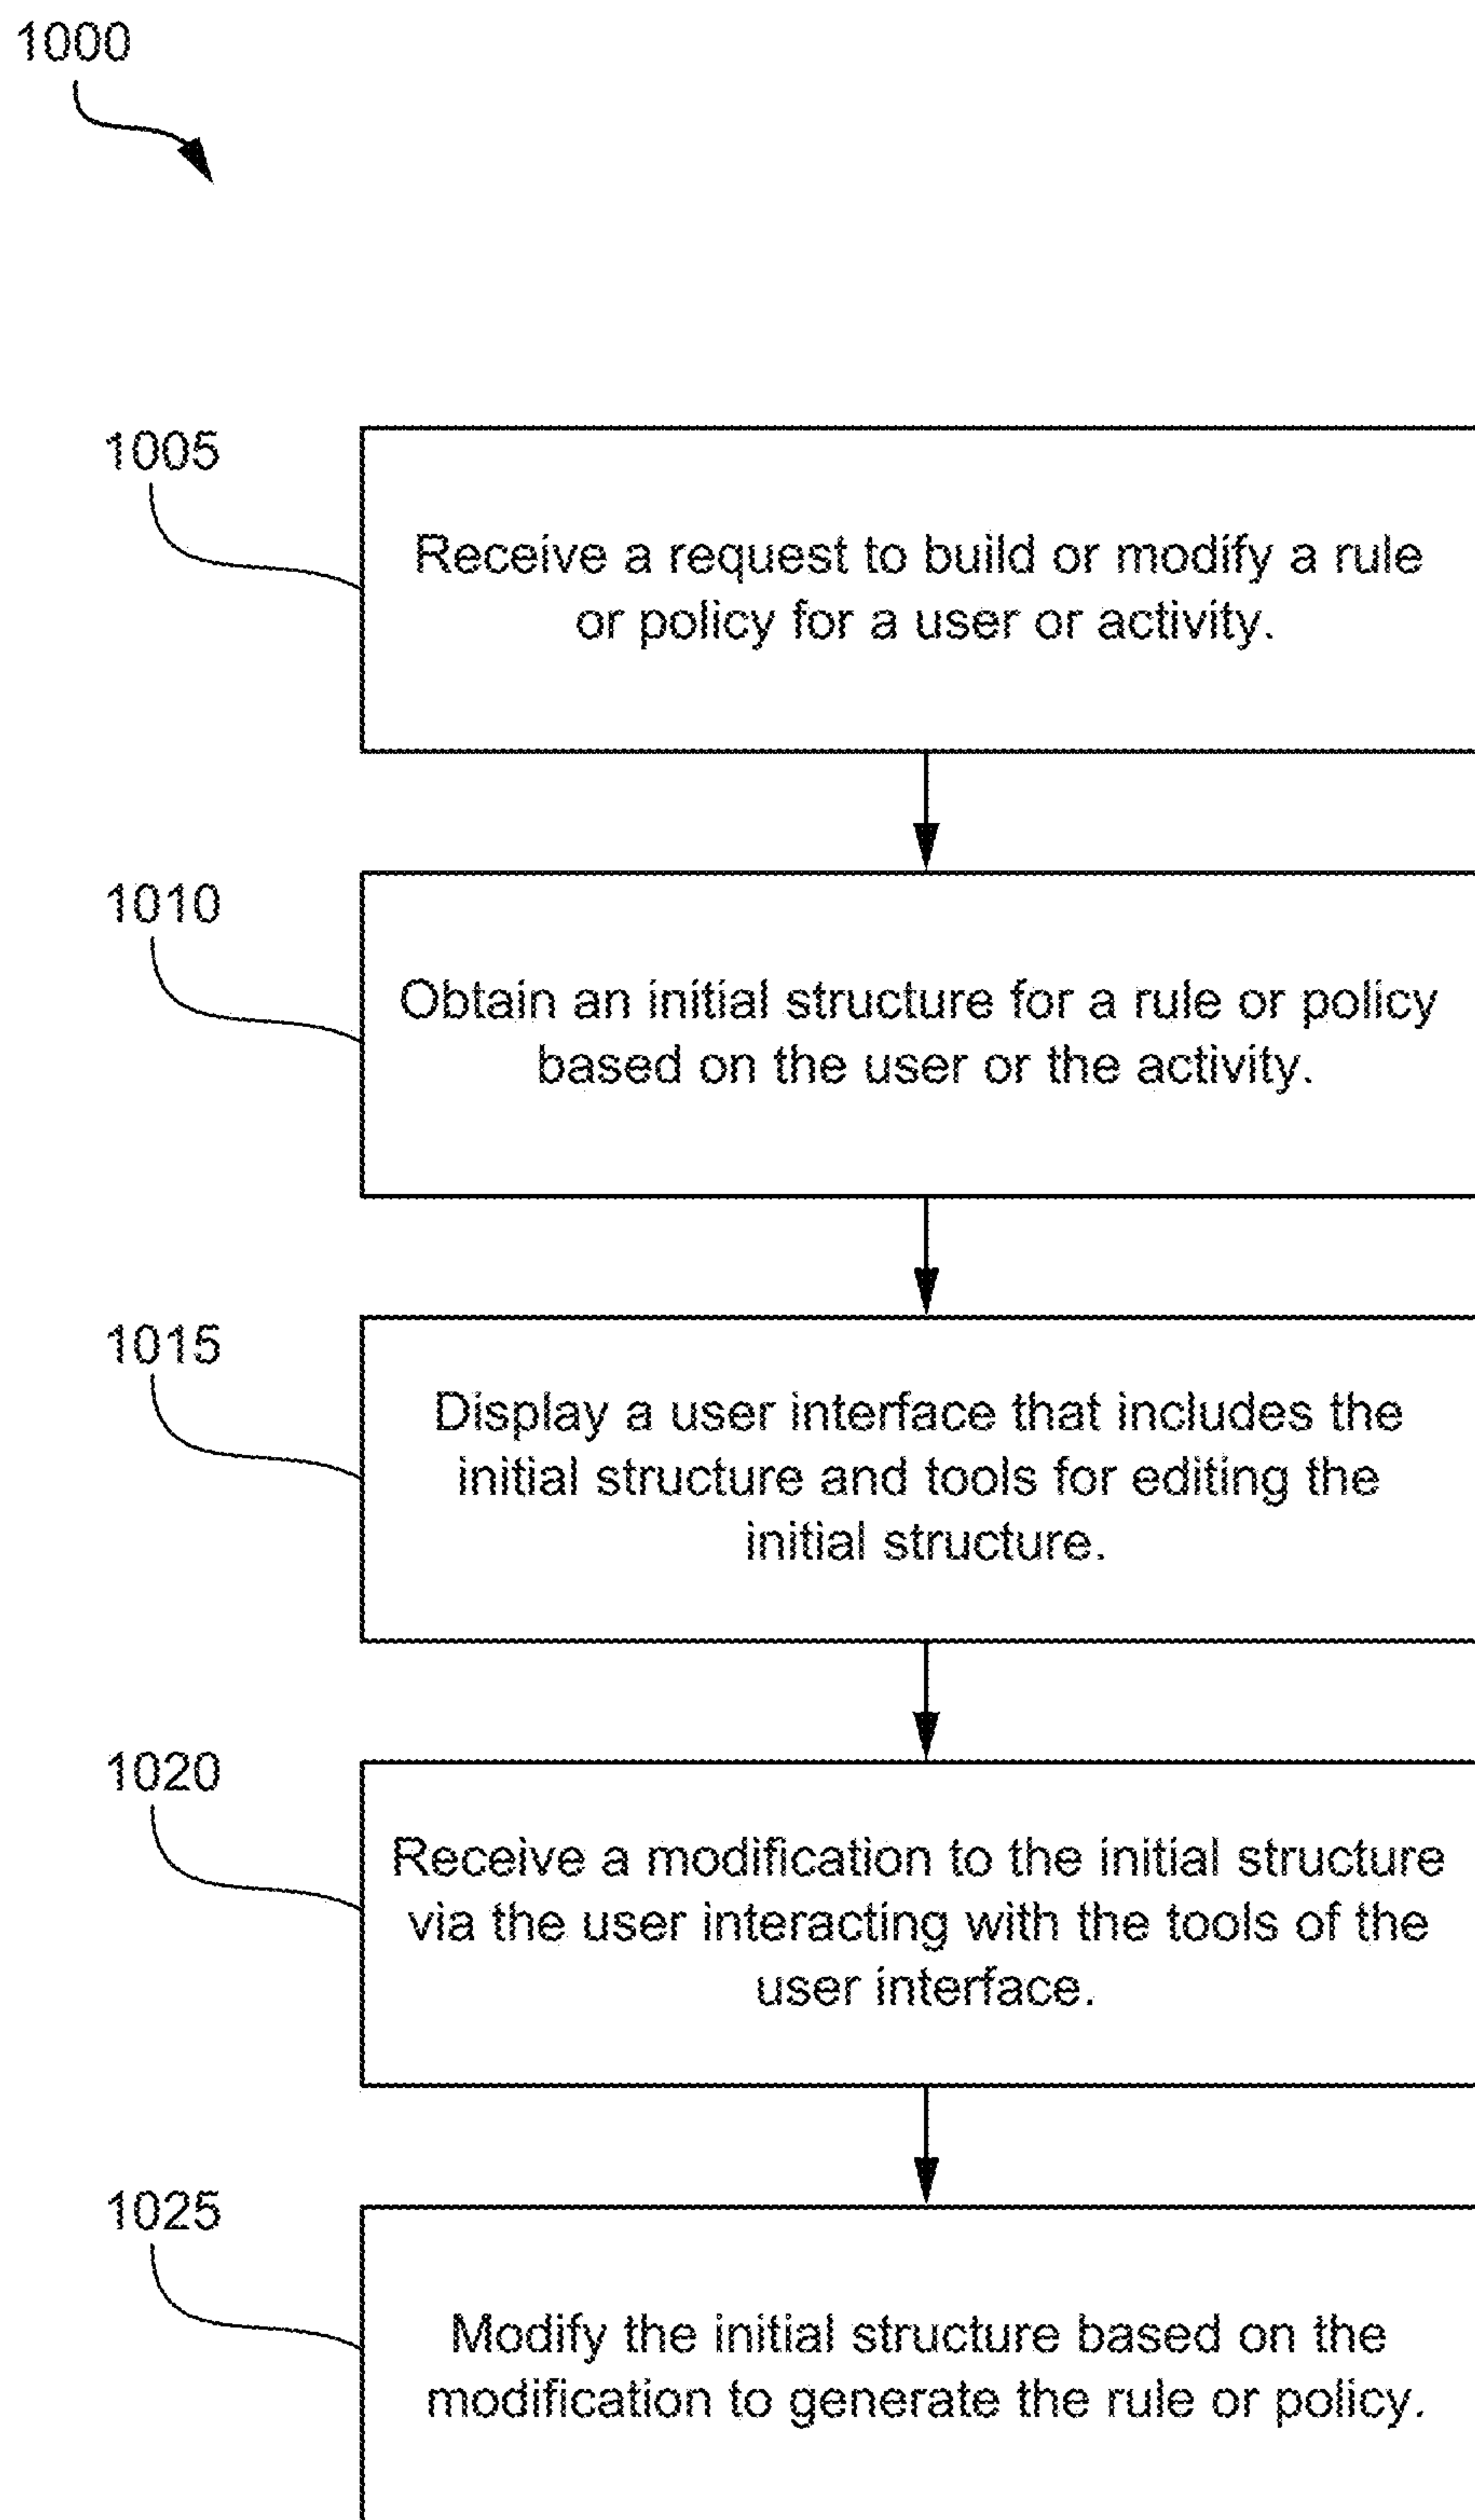 1000
1005
Receive a request to build or modify a rule
or policy for a user or activity.
1010
Obtain an initial structure for a rule or policy
based on the user or the activity.
1015
Display a user interface that includes the
initial structure and tools for editing the
initial structure.
1020
Receive a modification to the initial structure
via the user interacting with the tools of the
user interface.
1025
Modify the initial structure based on the
modification to generate the rule or policy.